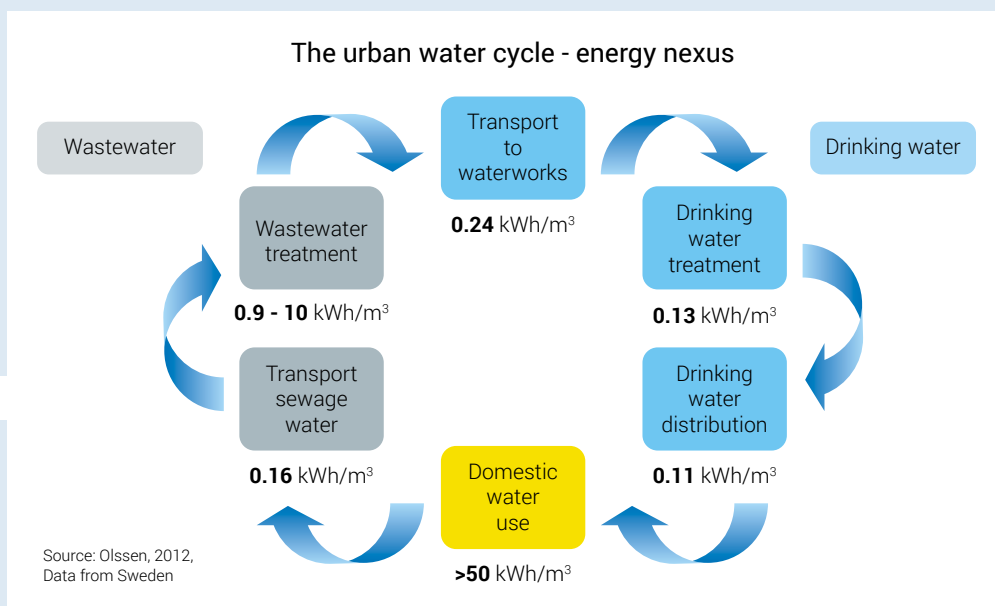 The urban water cycle - energy nexus
Wastewater
Transport
to
waterworks
0.24 kWh/m³
Drinking water
Wastewater
treatment
0.9 - 10 kWh/m³
Drinking
water
treatment
0.13 kWh/m³
Transport
sewage
water
0.16 kWh/m³
Drinking
water
distribution
0.11 kWh/m³
Domestic
water
use
>50 kWh/m³
Source: Olssen, 2012,
Data from Sweden